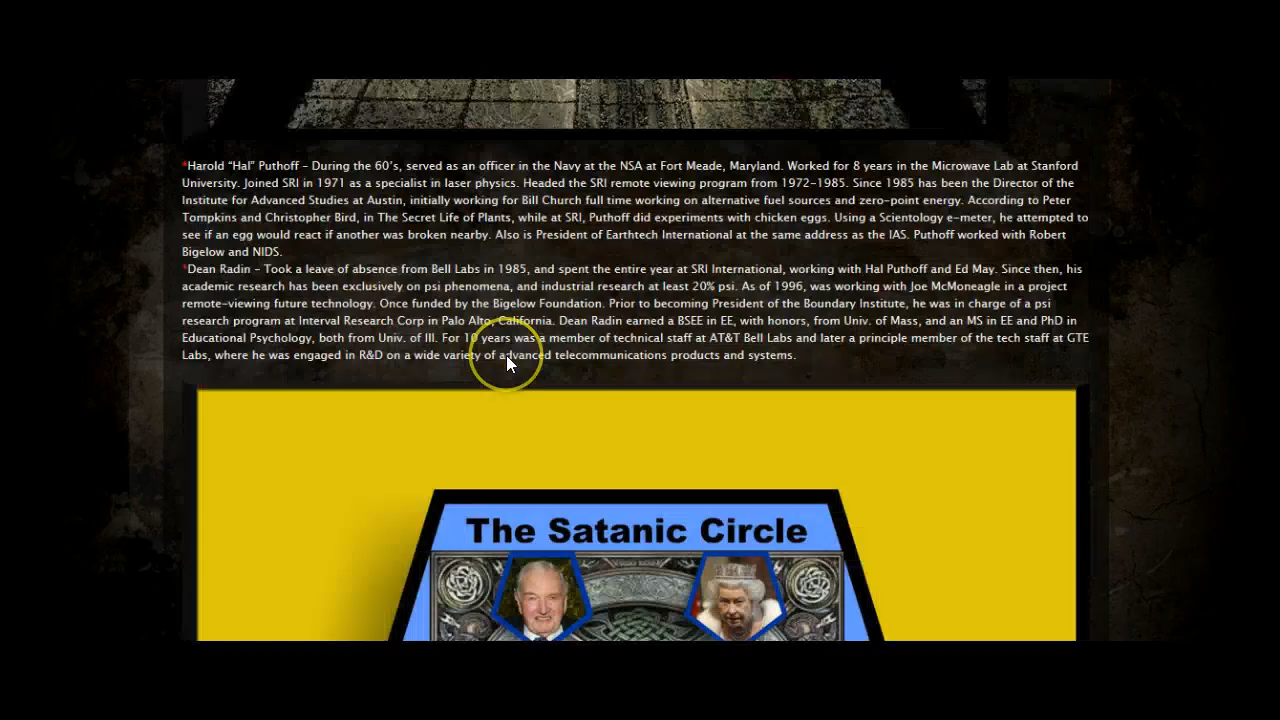 *Harold “Hal” Puthoff – During the 60’s, served as an officer in the Navy at the NSA at Fort Meade, Maryland. Worked for 8 years in the Microwave Lab at Stanford
University. Joined SRI in 1971 as a specialist in laser physics. Headed the SRI remote viewing program from 1972–1985. Since 1985 has been the Director of the
Institute for Advanced Studies at Austin, initially working for Bill Church full time working on alternative fuel sources and zero-point energy. According to Peter
Tompkins and Christopher Bird, in The Secret Life of Plants, while at SRI, Puthoff did experiments with chicken eggs. Using a Scientology e-meter, he attempted to
see if an egg would react if another was broken nearby. Also is President of Earthtech International at the same address as the IAS. Puthoff worked with Robert
Bigelow and NIDS.
*Dean Radin – Took a leave of absence from Bell Labs in 1985, and spent the entire year at SRI International, working with Hal Puthoff and Ed May. Since then, his
academic research has been exclusively on psi phenomena, and industrial research at least 20% psi. As of 1996, was working with Joe McMoneagle in a project
remote-viewing future technology. Once funded by the Bigelow Foundation. Prior to becoming President of the Boundary Institute, he was in charge of a psi
research program at Interval Research Corp in Palo Alto, California. Dean Radin earned a BSEE in EE, with honors, from Univ. of Mass, and an MS in EE and PhD in
Educational Psychology, both from Univ. of Ill. For 10 years was a member of technical staff at AT&T Bell Labs and later a principle member of the tech staff at GTE
Labs, where he was engaged in R&D on a wide variety of advanced telecommunications products and systems.
The Satanic Circle